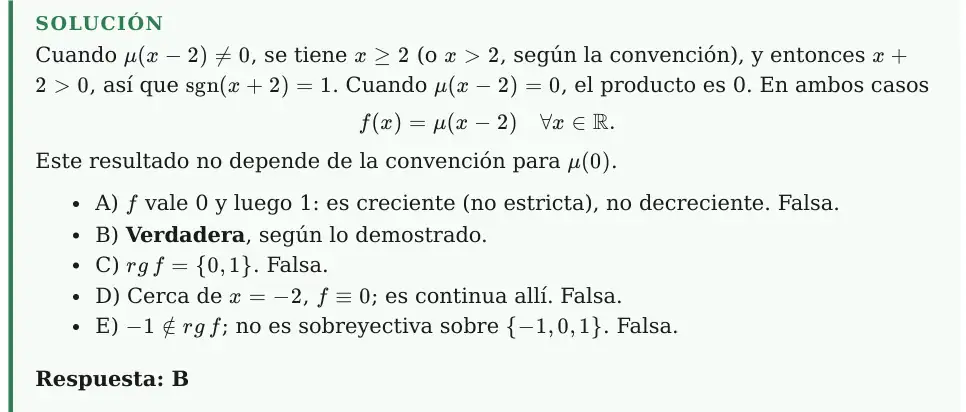 SOLUCIÓN
Cuando μ(x − 2) ≠ 0, se tiene x ≥ 2 (o x > 2, según la convención), y entonces x +
2 > 0, así que sgn(x + 2) = 1. Cuando μ(x − 2) = 0, el producto es 0. En ambos casos
f(x) = μ(x − 2) ∀x ∈ ℝ.
Este resultado no depende de la convención para μ(0).
• A) f vale 0 y luego 1: es creciente (no estricta), no decreciente. Falsa.
• B) Verdadera, según lo demostrado.
• C) rg f = {0, 1}. Falsa.
• D) Cerca de x = −2, f ≡ 0; es continua allí. Falsa.
• E) −1 ∉ rg f; no es sobreyectiva sobre {−1, 0, 1}. Falsa.
Respuesta: B